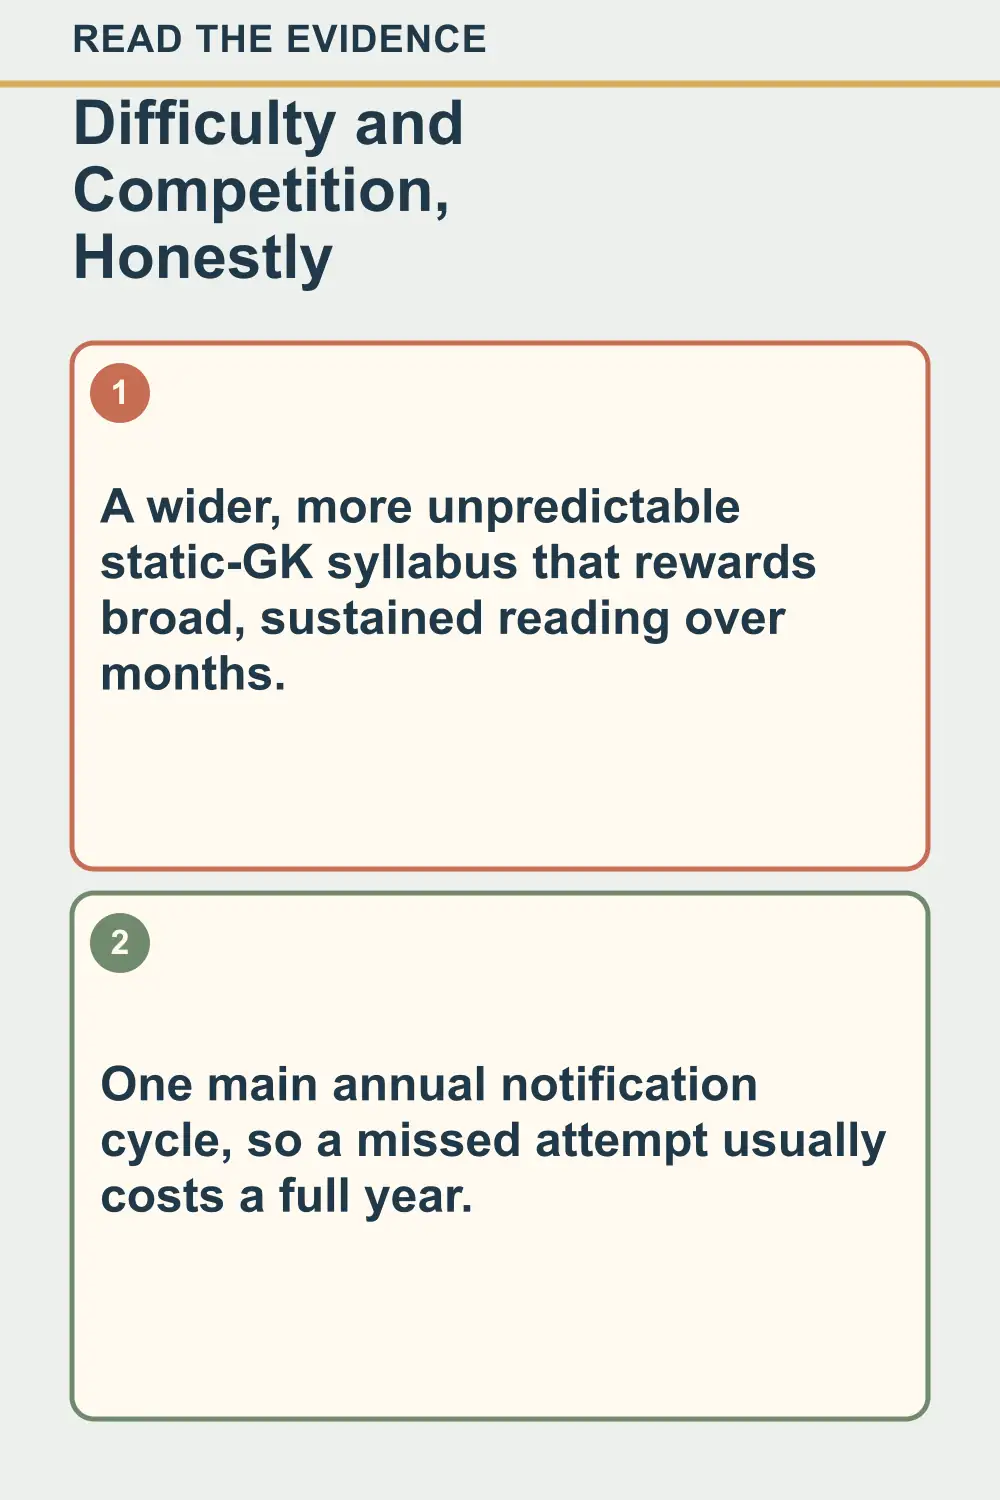 READ THE EVIDENCE
Difficulty and
Competition,
Honestly
1
A wider, more unpredictable
static-GK syllabus that rewards
broad, sustained reading over
months.
2
One main annual notification
cycle, so a missed attempt usually
costs a full year.